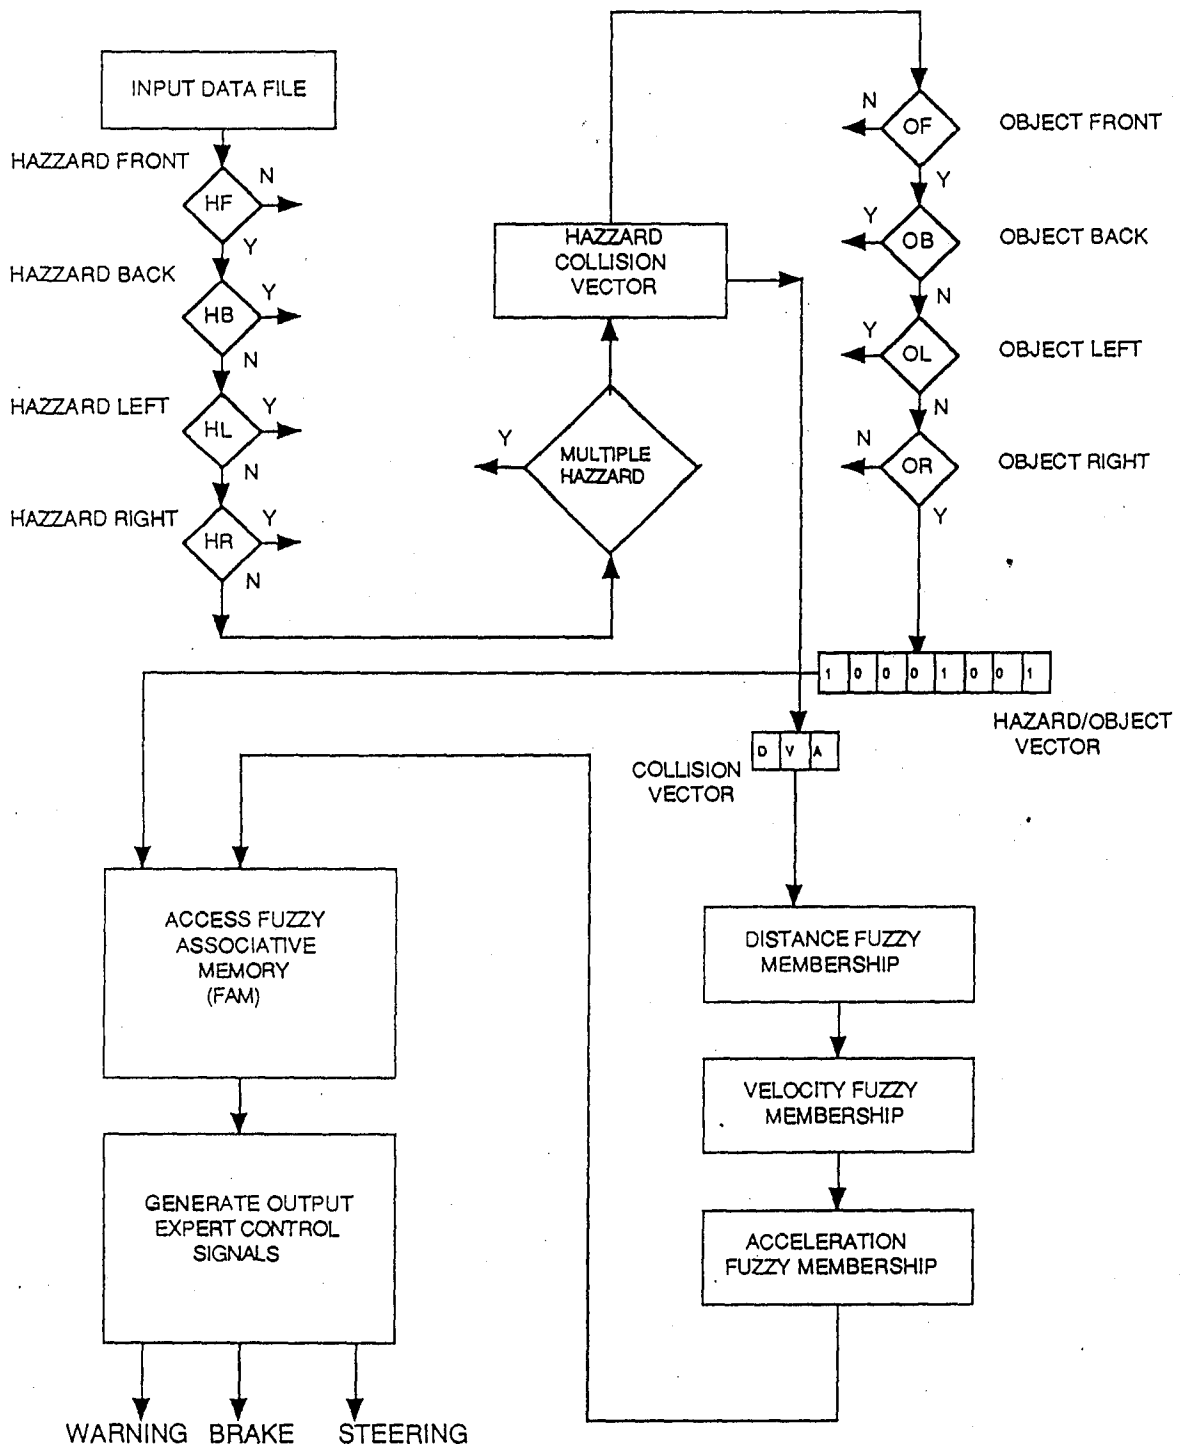 INPUT DATA FILE
HAZZARD FRONT
HF
N
Y
HAZZARD BACK
HB
Y
N
HAZZARD LEFT
HL
Y
N
HAZZARD RIGHT
HR
Y
N
HAZZARD
COLLISION
VECTOR
Y
MULTIPLE
HAZZARD
N
OF
OBJECT FRONT
Y
Y
OB
OBJECT BACK
N
Y
OL
OBJECT LEFT
N
N
OR
OBJECT RIGHT
Y
1 0 0 0 1 0 0 1
HAZARD/OBJECT
VECTOR
D V A
COLLISION
VECTOR
DISTANCE FUZZY
MEMBERSHIP
VELOCITY FUZZY
MEMBERSHIP
ACCELERATION
FUZZY MEMBERSHIP
ACCESS FUZZY
ASSOCIATIVE
MEMORY
(FAM)
GENERATE OUTPUT
EXPERT CONTROL
SIGNALS
WARNING BRAKE STEERING